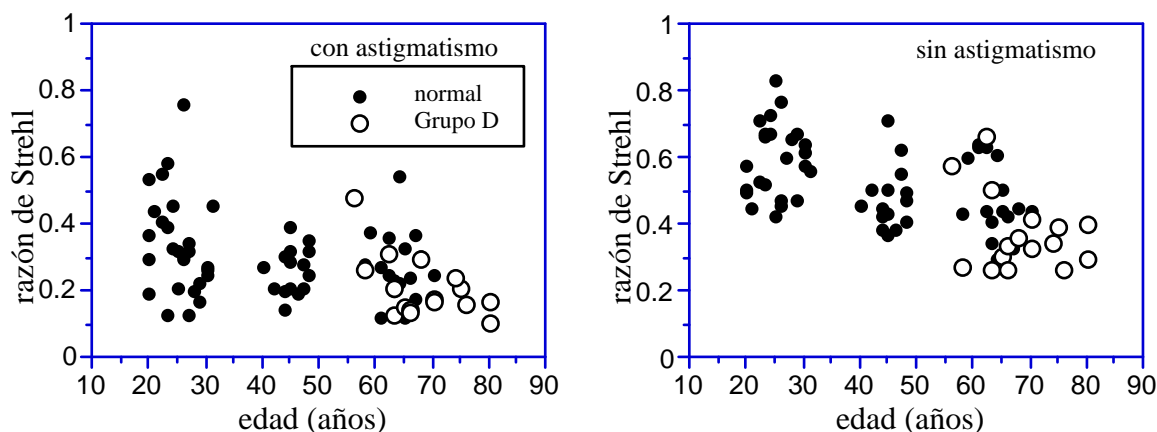 1
0.8
0.6
0.4
0.2
0
razón de Strehl
con astigmatismo
normal
Grupo D
10 20 30 40 50 60 70 80 90
edad (años)
1
0.8
0.6
0.4
0.2
0
razón de Strehl
sin astigmatismo
10 20 30 40 50 60 70 80 90
edad (años)